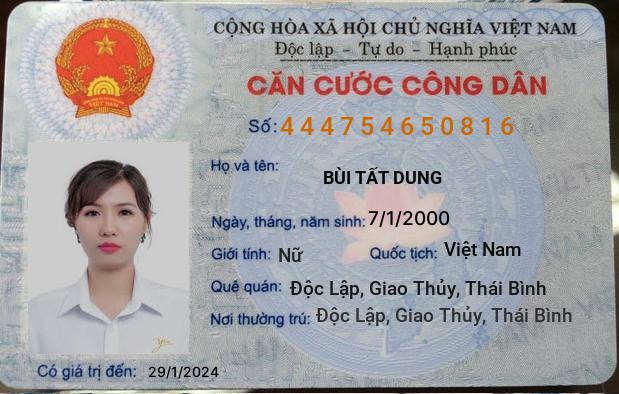 CỘNG HÒA XÃ HỘI CHỦ NGHĨA VIỆT NAM
Độc lập - Tự do - Hạnh phúc
CĂN CƯỚC CÔNG DÂN
Số: 444754650816
Họ và tên:
BÙI TẤT DUNG
Ngày, tháng, năm sinh: 7/1/2000
Giới tính: Nữ Quốc tịch: Việt Nam
Quê quán: Độc Lập, Giao Thủy, Thái Bình
Nơi thường trú: Độc Lập, Giao Thủy, Thái Bình
Có giá trị đến: 29/1/2024
VIỆT NAM